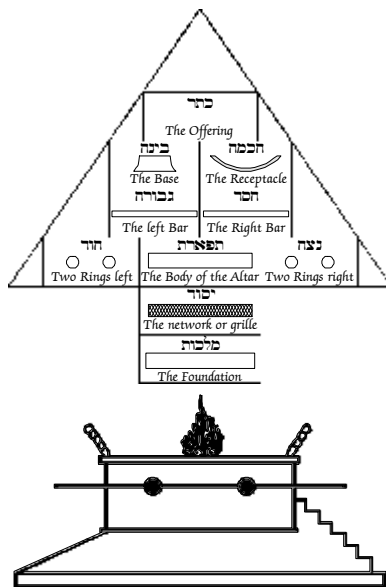 כתר
The Offering
בינה חכמה
The Base The Receptacle
גבורה חסד
The left Bar The Right Bar
הוד תפארת נצח
Two Rings left The Body of the Altar Two Rings right
יסוד
The network or grille
מלכות
The Foundation